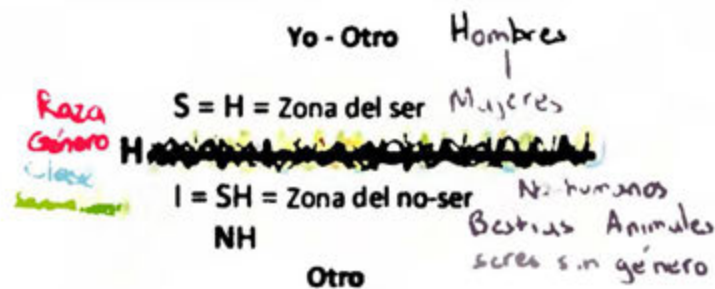 Yo - Otro Hombres
Raza S = H = Zona del ser Mujeres
Género H
Clase
I = SH = Zona del no-ser No humanos
NH Bestias Animales
Otro seres sin género